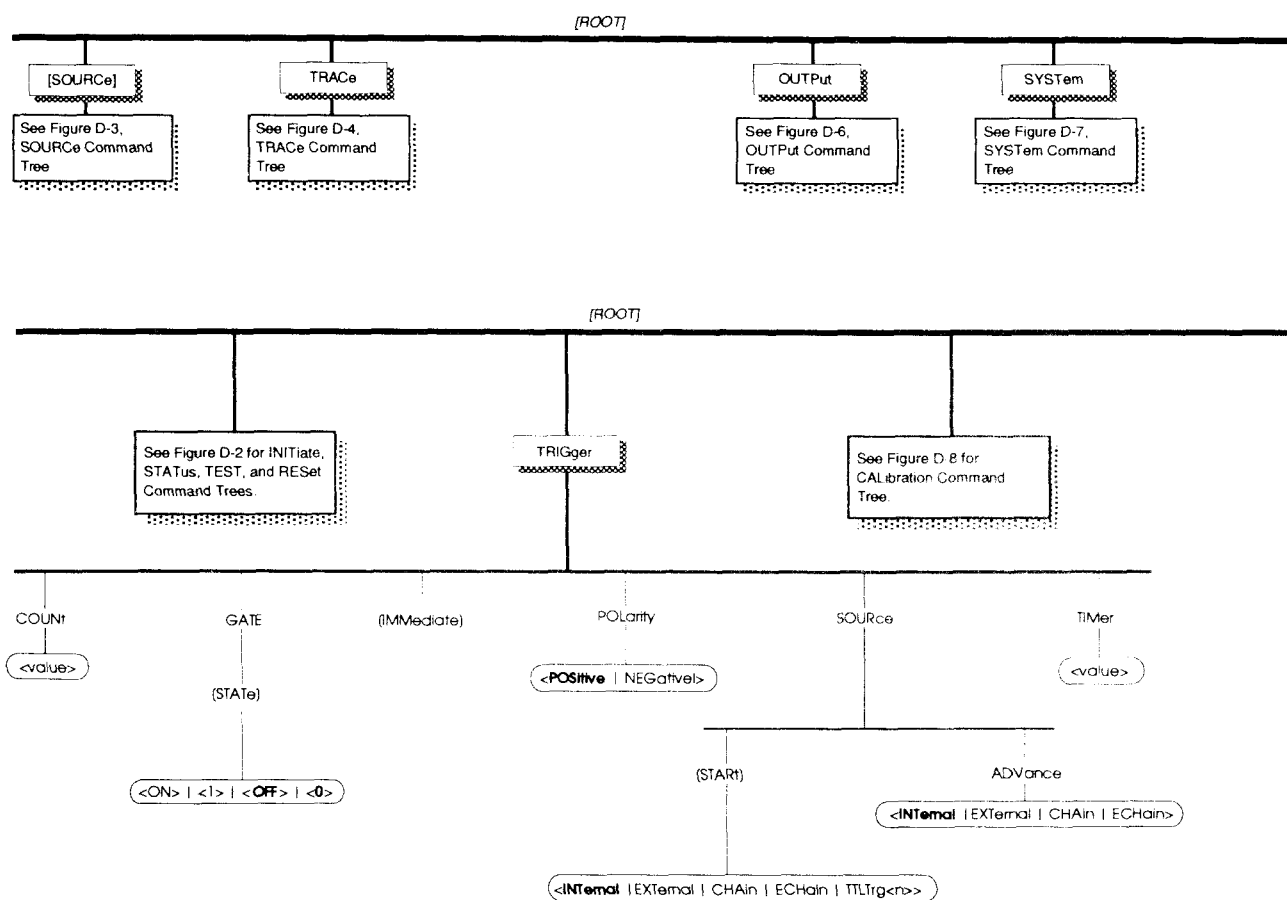 [ROOT]
[SOURCe]
TRACe
OUTPut
SYSTem
See Figure D-3,
SOURCe Command
Tree
See Figure D-4,
TRACe Command
Tree
See Figure D-6,
OUTPut Command
Tree
See Figure D-7,
SYSTem Command
Tree
[ROOT]
See Figure D-2 for INITiate,
STATus, TEST, and RESet
Command Trees.
TRIGger
See Figure D-8 for
CALibration Command
Tree.
COUNt
GATE
(IMMediate)
POLarity
SOURce
TIMer
<value>
<POSitive | NEGativel>
<value>
(STATe)
(STARt)
ADVance
<ON> | <1> | <OFF> | <0>
<INTernal | EXTernal | CHAin | ECHain>
<INTernal | EXTernal | CHAin | ECHain | TTLTrg<n>>